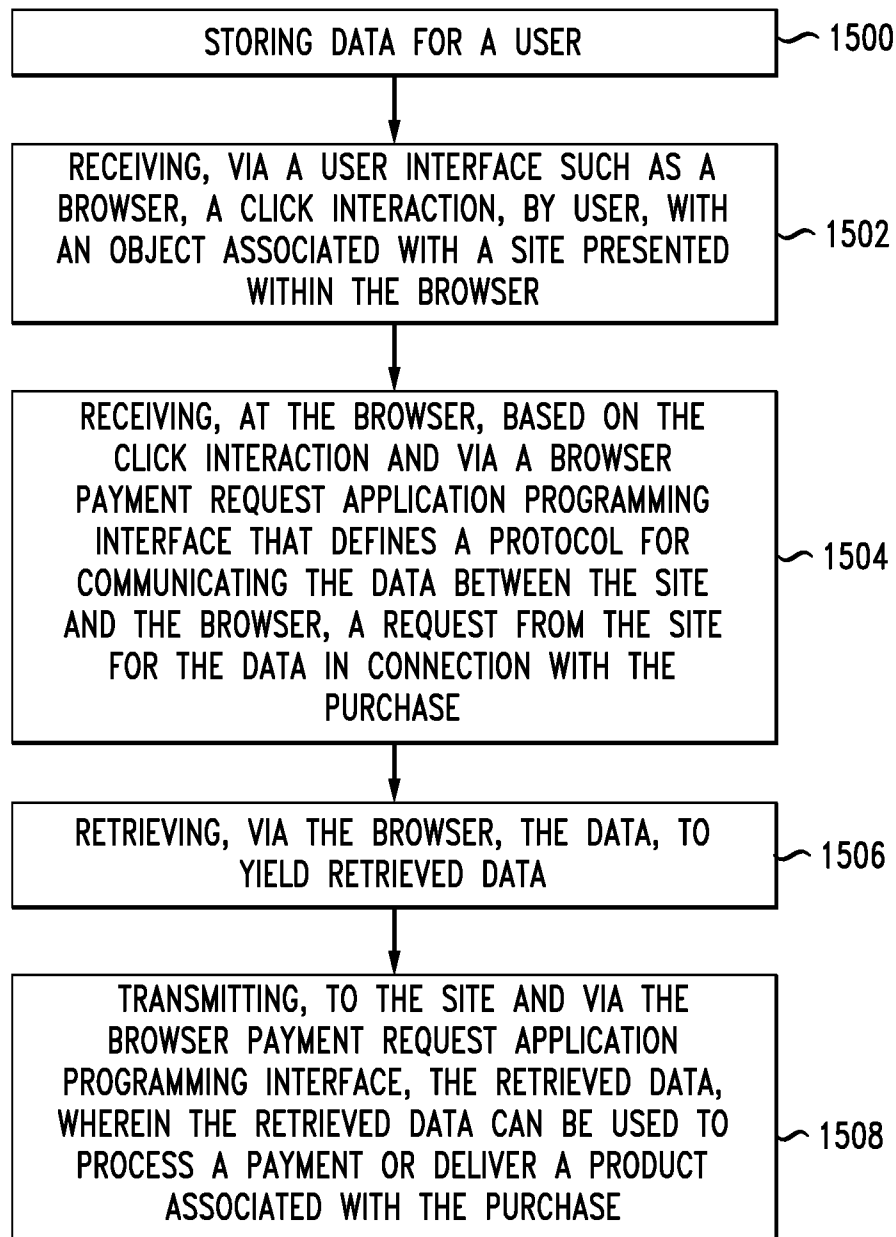 STORING DATA FOR A USER
1500
RECEIVING, VIA A USER INTERFACE SUCH AS A
BROWSER, A CLICK INTERACTION, BY USER, WITH
AN OBJECT ASSOCIATED WITH A SITE PRESENTED
WITHIN THE BROWSER
1502
RECEIVING, AT THE BROWSER, BASED ON THE
CLICK INTERACTION AND VIA A BROWSER
PAYMENT REQUEST APPLICATION PROGRAMMING
INTERFACE THAT DEFINES A PROTOCOL FOR
COMMUNICATING THE DATA BETWEEN THE SITE
AND THE BROWSER, A REQUEST FROM THE SITE
FOR THE DATA IN CONNECTION WITH THE
PURCHASE
1504
RETRIEVING, VIA THE BROWSER, THE DATA, TO
YIELD RETRIEVED DATA
1506
TRANSMITTING, TO THE SITE AND VIA THE
BROWSER PAYMENT REQUEST APPLICATION
PROGRAMMING INTERFACE, THE RETRIEVED DATA,
WHEREIN THE RETRIEVED DATA CAN BE USED TO
PROCESS A PAYMENT OR DELIVER A PRODUCT
ASSOCIATED WITH THE PURCHASE
1508